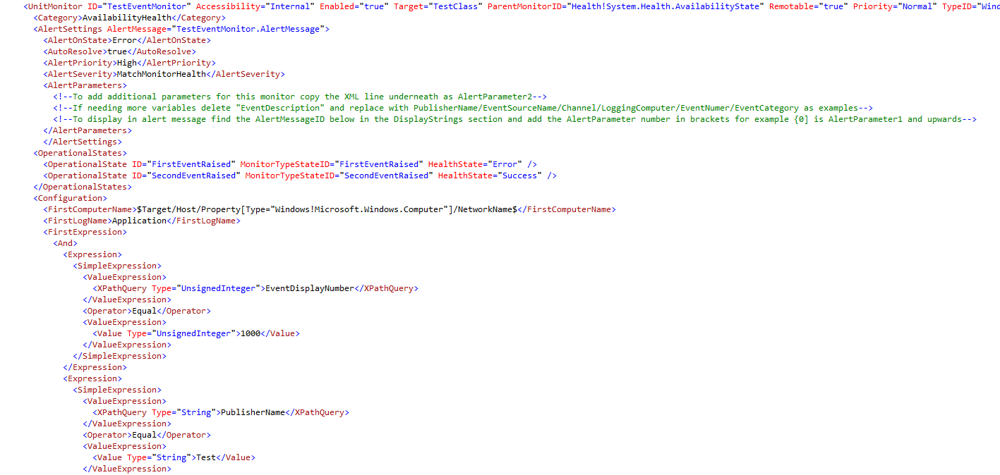 <UnitMonitor ID="TestEventMonitor" Accessibility="Internal" Enabled="true" Target="TestClass" ParentMonitorID="Health!System.Health.AvailabilityState" Remotable="true" Priority="Normal" TypeID="Wind
<Category>AvailabilityHealth</Category>
<AlertSettings AlertMessage="TestEventMonitor.AlertMessage">
<AlertOnState>Error</AlertOnState>
<AutoResolve>true</AutoResolve>
<AlertPriority>High</AlertPriority>
<AlertSeverity>MatchMonitorHealth</AlertSeverity>
<AlertParameters>
<!--To add additional parameters for this monitor copy the XML line underneath as AlertParameter2-->
<!--If needing more variables delete "EventDescription" and replace with PublisherName/EventSourceName/Channel/LoggingComputer/EventNumer/EventCategory as examples-->
<!--To display in alert message find the AlertMessageID below in the DisplayStrings section and add the AlertParameter number in brackets for example {0] is AlertParameter1 and upwards-->
</AlertParameters>
</AlertSettings>
<OperationalStates>
<OperationalState ID="FirstEventRaised" MonitorTypeStateID="FirstEventRaised" HealthState="Error" />
<OperationalState ID="SecondEventRaised" MonitorTypeStateID="SecondEventRaised" HealthState="Success" />
</OperationalStates>
<Configuration>
<FirstComputerName>$Target/Host/Property[Type="Windows!Microsoft.Windows.Computer"]/NetworkName$</FirstComputerName>
<FirstLogName>Application</FirstLogName>
<FirstExpression>
<And>
<Expression>
<SimpleExpression>
<ValueExpression>
<XPathQuery Type="UnsignedInteger">EventDisplayNumber</XPathQuery>
</ValueExpression>
<Operator>Equal</Operator>
<ValueExpression>
<Value Type="UnsignedInteger">1000</Value>
</ValueExpression>
</SimpleExpression>
</Expression>
<Expression>
<SimpleExpression>
<ValueExpression>
<XPathQuery Type="String">PublisherName</XPathQuery>
</ValueExpression>
<Operator>Equal</Operator>
<ValueExpression>
<Value Type="String">Test</Value>
</ValueExpression>